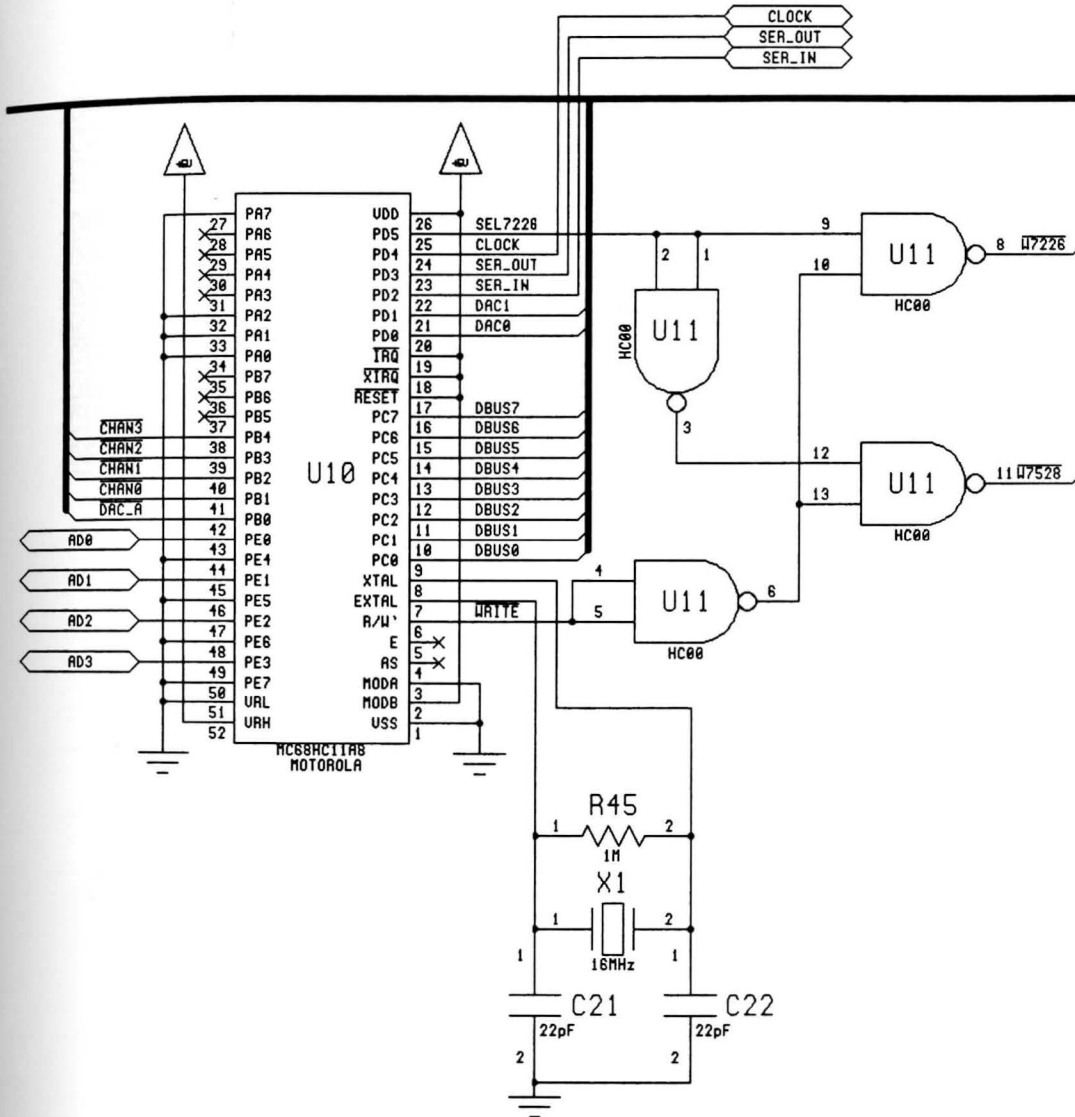 CLOCK
SER_OUT
SER_IN
PA7
27 PA6
28 PA5
29 PA4
30 PA3
31 PA2
32 PA1
33 PA0
34 PB7
35 PB6
36 PB5
CHAN3 37 PB4
CHAN2 38 PB3
CHAN1 39 PB2
CHAN0 40 PB1
DAC_A 41 PB0
AD0 42 PE0
43 PE4
AD1 44 PE1
45 PE5
AD2 46 PE2
47 PE6
AD3 48 PE3
49 PE7
50 VRL
51 VRH
52
U10
VDD
PD5 26 SEL7226
PD4 25 CLOCK
PD3 24 SER_OUT
PD2 23 SER_IN
PD1 22 DAC1
PD0 21 DAC0
IRQ 20
XIRQ 19
RESET 18
PC7 17 DBUS7
PC6 16 DBUS6
PC5 15 DBUS5
PC4 14 DBUS4
PC3 13 DBUS3
PC2 12 DBUS2
PC1 11 DBUS1
PC0 10 DBUS0
XTAL 9
EXTAL 8
R/W' 7 WRITE
E 6
AS 5
MODA 4
MODB 3
VSS 2
1
MC68HC11A8
MOTOROLA
9
10
U11
8 W7226
HC00
2 1
U11
HC00
3
12
13
U11
11 W7528
HC00
4
5
U11
6
HC00
R45
1 2
1M
X1
1 2
16MHz
1 1
C21 C22
22pF 22pF
2 2